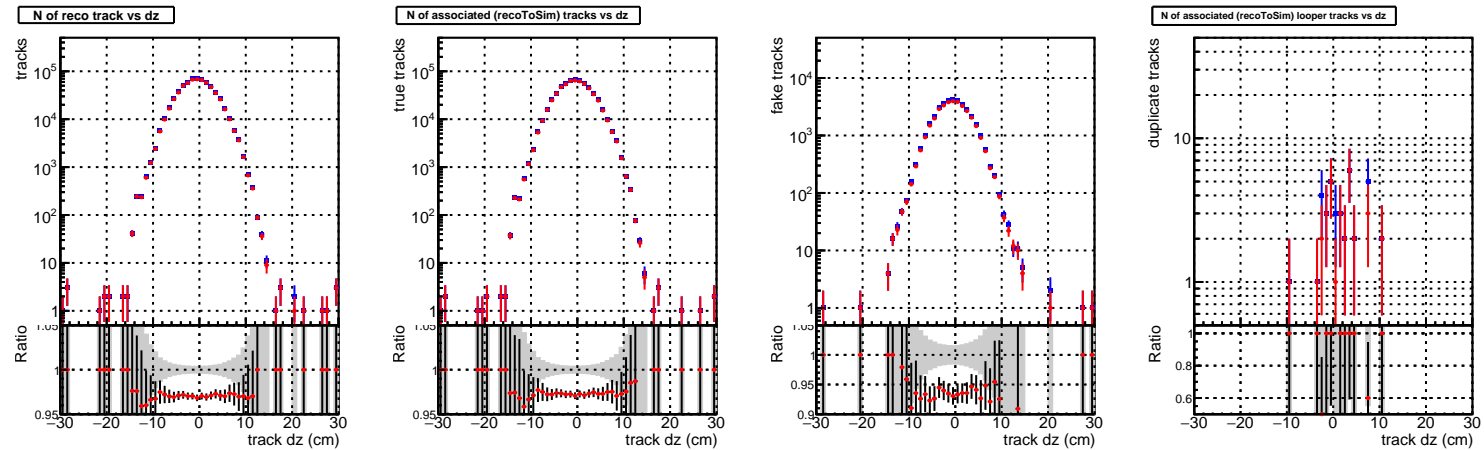 N of reco track vs dz
tracks
10^5
10^4
10^3
10^2
10
1
1.05
Ratio
1
0.95
−30 −20 −10 0 10 20 30
track dz (cm)
N of associated (recoToSim) tracks vs dz
true tracks
10^5
10^4
10^3
10^2
10
1
1.05
Ratio
1
0.95
−30 −20 −10 0 10 20 30
track dz (cm)
fake tracks
10^4
10^3
10^2
10
1
Ratio
1
0.95
0.9
−30 −20 −10 0 10 20 30
track dz (cm)
N of associated (recoToSim) looper tracks vs dz
duplicate tracks
10
1
Ratio
1
0.8
0.6
−30 −20 −10 0 10 20 30
track dz (cm)